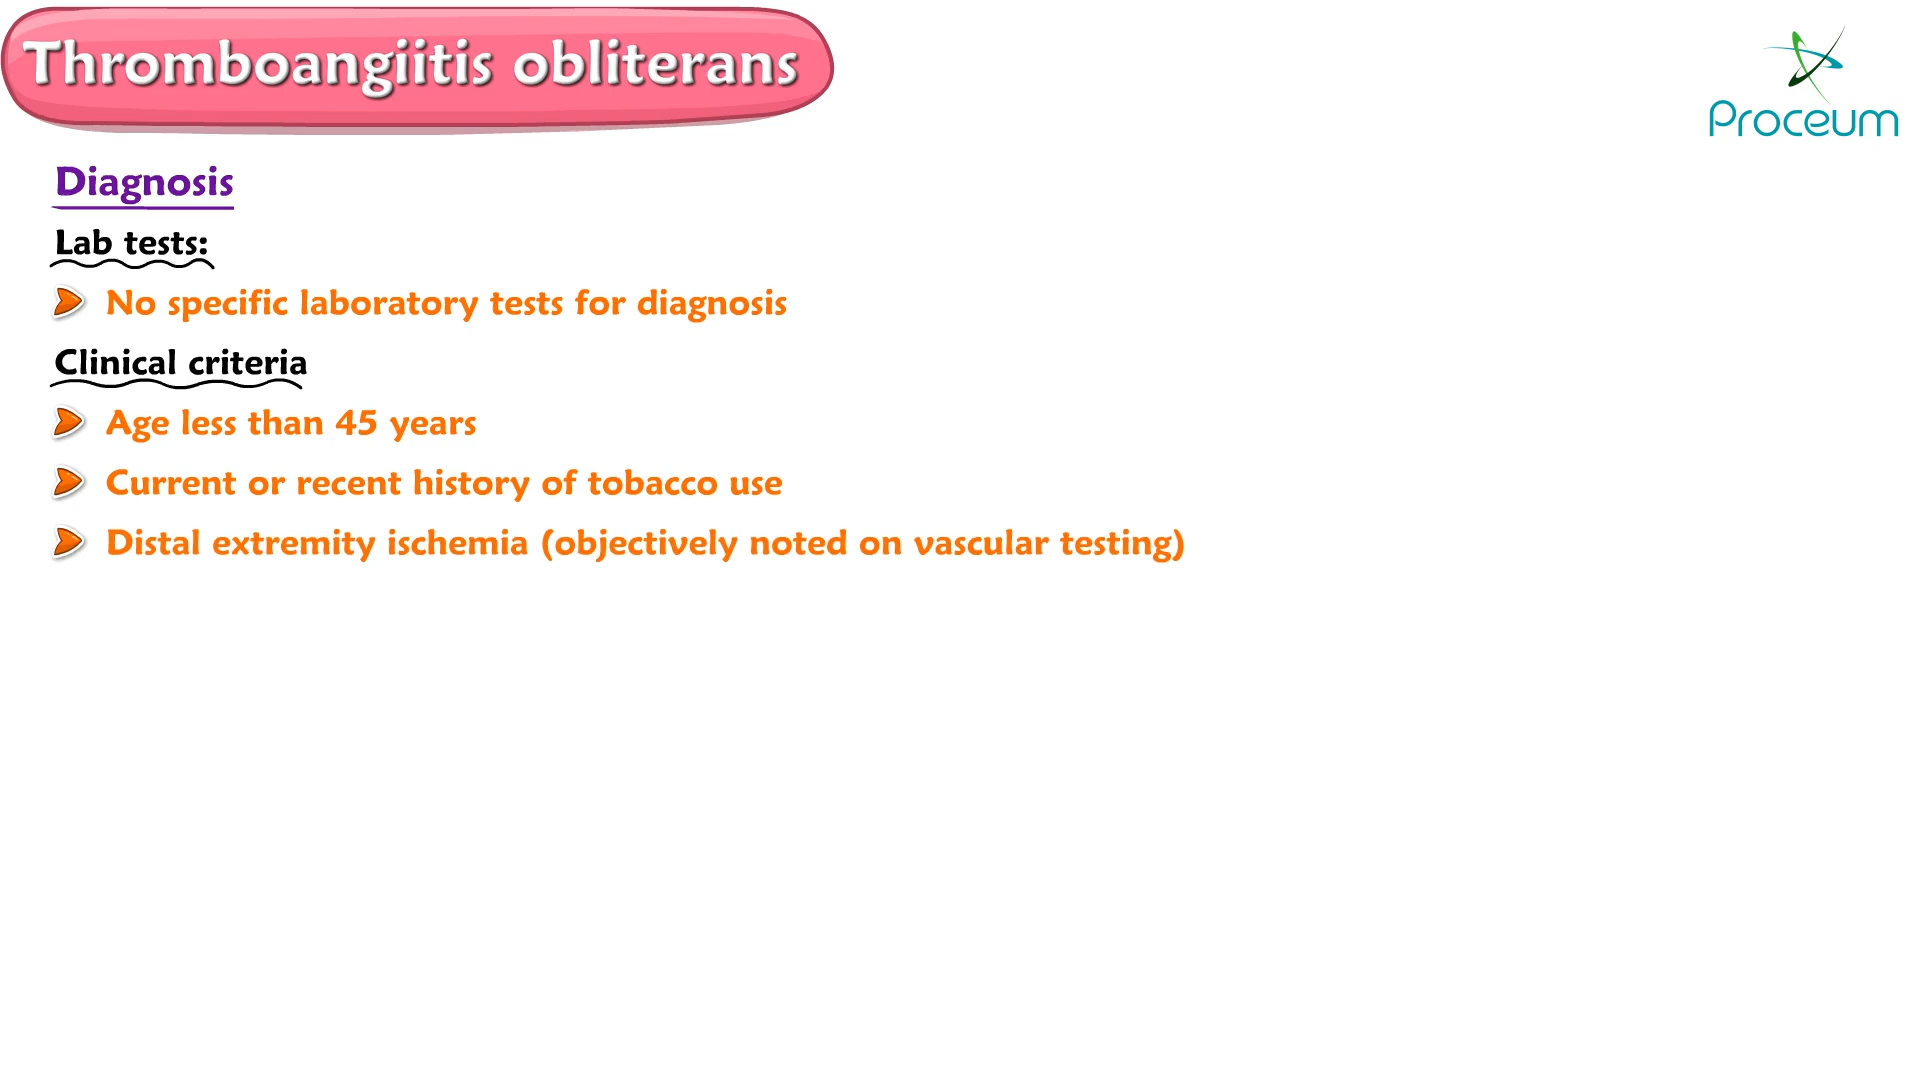 Thromboangiitis obliterans
Proceum
Diagnosis
Lab tests:
No specific laboratory tests for diagnosis
Clinical criteria
Age less than 45 years
Current or recent history of tobacco use
Distal extremity ischemia (objectively noted on vascular testing)